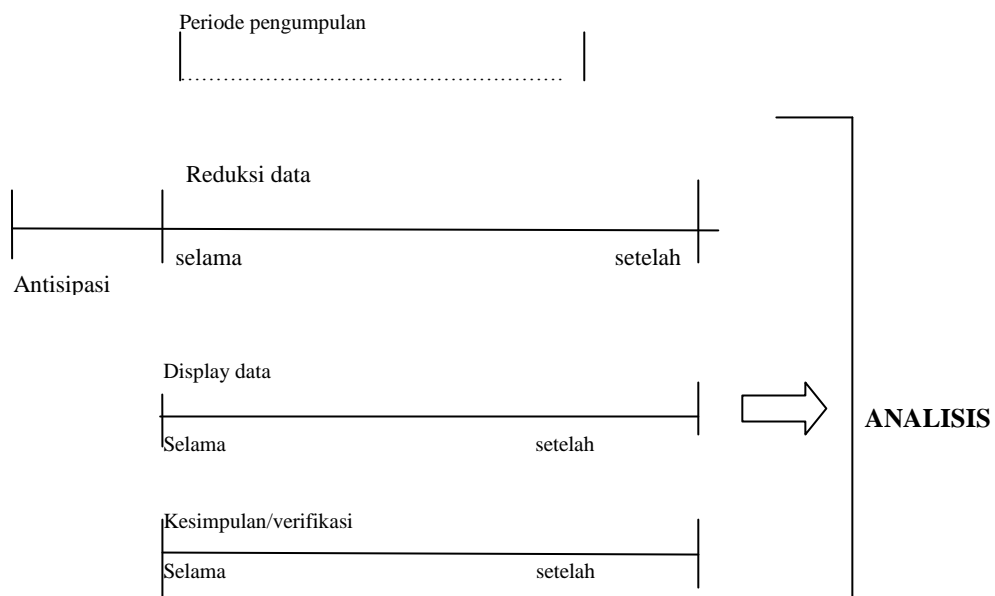 Periode pengumpulan
Reduksi data
selama setelah
Antisipasi
Display data
ANALISIS
Selama setelah
Kesimpulan/verifikasi
Selama setelah